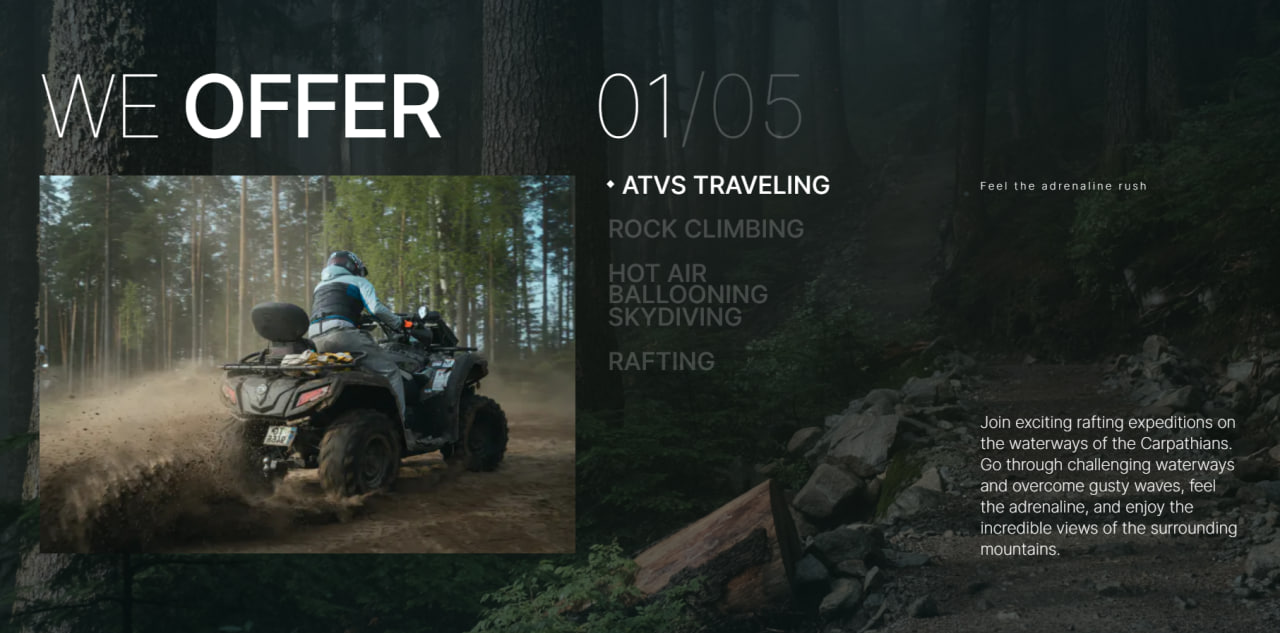 WE OFFER
01/05
ATVS TRAVELING
ROCK CLIMBING
HOT AIR
BALLOONING
SKYDIVING
RAFTING
Feel the adrenaline rush
Join exciting rafting expeditions on
the waterways of the Carpathians.
Go through challenging waterways
and overcome gusty waves, feel
the adrenaline, and enjoy the
incredible views of the surrounding
mountains.